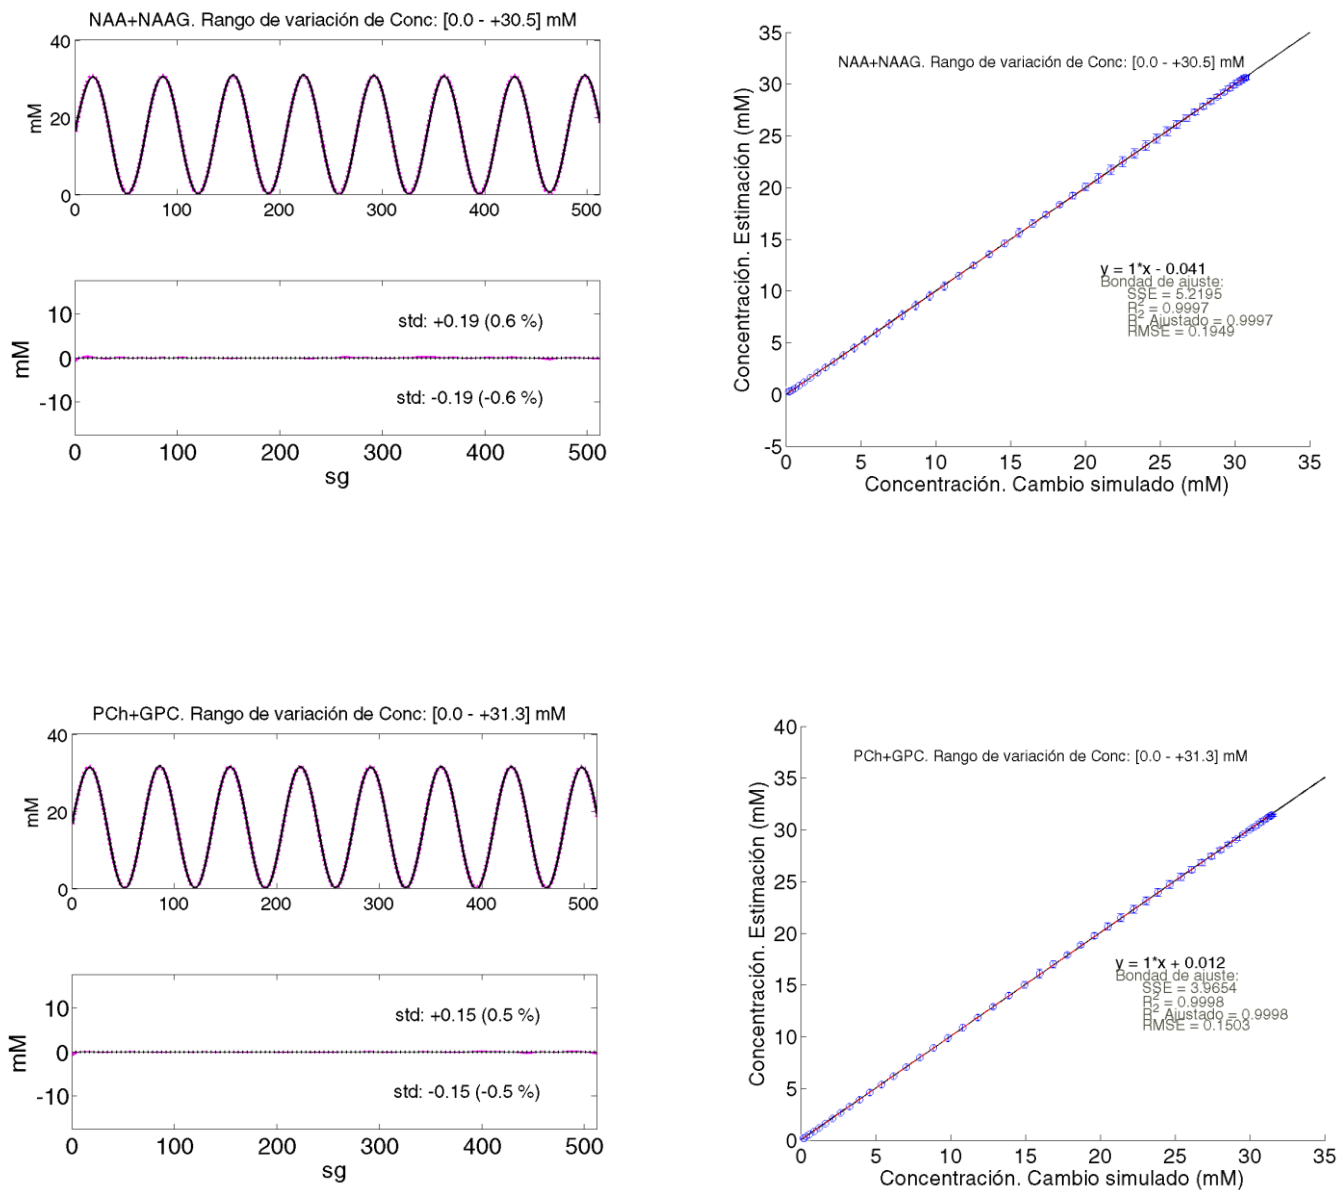 NAA+NAAG. Rango de variación de Conc: [0.0 - +30.5] mM
40
20
0
mM
100
200
300
400
500
10
0
-10
mM
std: +0.19 (0.6 %)
std: -0.19 (-0.6 %)
0
100
200
300
400
500
sg
NAA+NAAG. Rango de variación de Conc: [0.0 - +30.5] mM
35
30
25
20
15
10
5
0
-5
Concentración. Estimación (mM)
y = 1*x - 0.041
Bondad de ajuste:
SSE = 5.2195
R² = 0.9997
R² Ajustado = 0.9997
RMSE = 0.1949
0
5
10
15
20
25
30
35
Concentración. Cambio simulado (mM)
PCh+GPC. Rango de variación de Conc: [0.0 - +31.3] mM
40
20
0
mM
0
100
200
300
400
500
10
0
-10
mM
std: +0.15 (0.5 %)
std: -0.15 (-0.5 %)
0
100
200
300
400
500
sg
PCh+GPC. Rango de variación de Conc: [0.0 - +31.3] mM
40
35
30
25
20
15
10
5
0
Concentración. Estimación (mM)
y = 1*x + 0.012
Bondad de ajuste:
SSE = 3.9654
R² = 0.9998
R² Ajustado = 0.9998
RMSE = 0.1503
0
5
10
15
20
25
30
35
Concentración. Cambio simulado (mM)